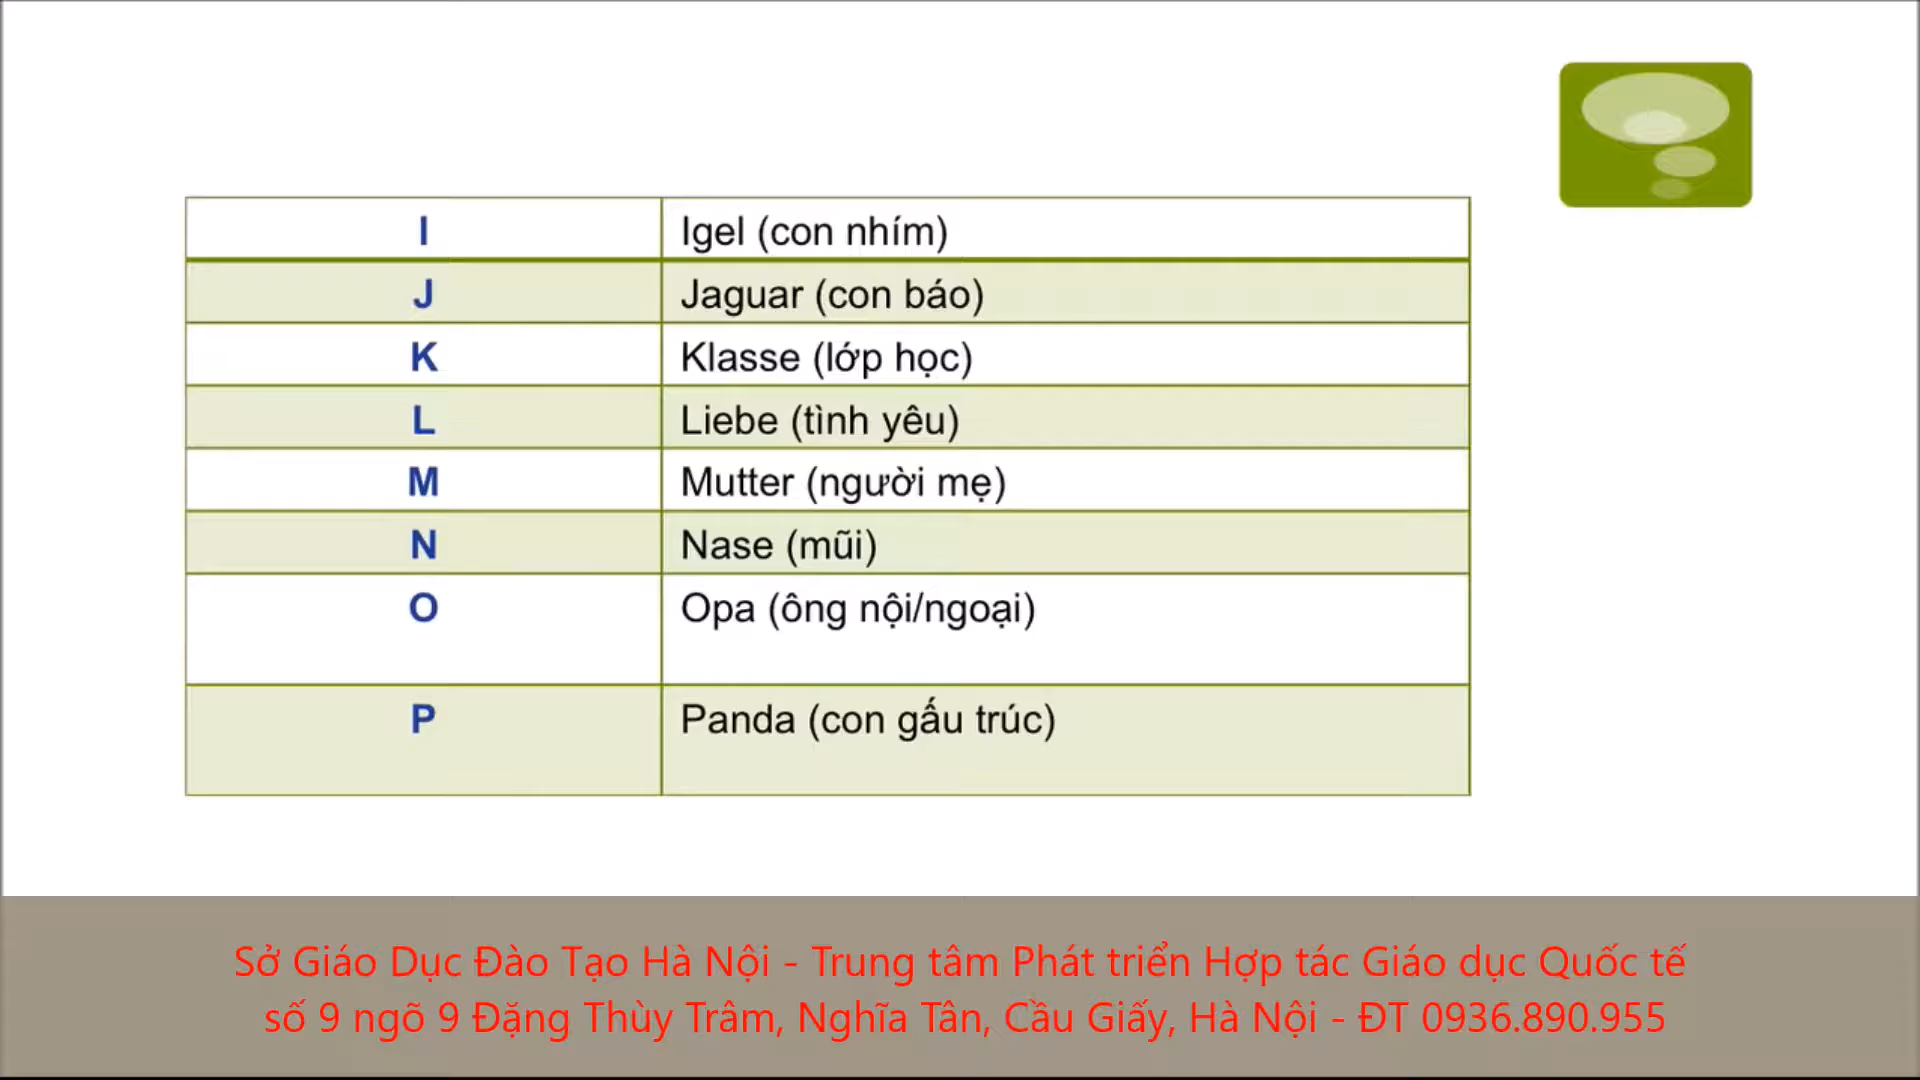 I Igel (con nhím)
J Jaguar (con báo)
K Klasse (lớp học)
L Liebe (tình yêu)
M Mutter (người mẹ)
N Nase (mũi)
O Opa (ông nội/ngoại)
P Panda (con gấu trúc)
Sở Giáo Dục Đào Tạo Hà Nội - Trung tâm Phát triển Hợp tác Giáo dục Quốc tế
số 9 ngõ 9 Đặng Thùy Trâm, Nghĩa Tân, Cầu Giấy, Hà Nội - ĐT 0936.890.955